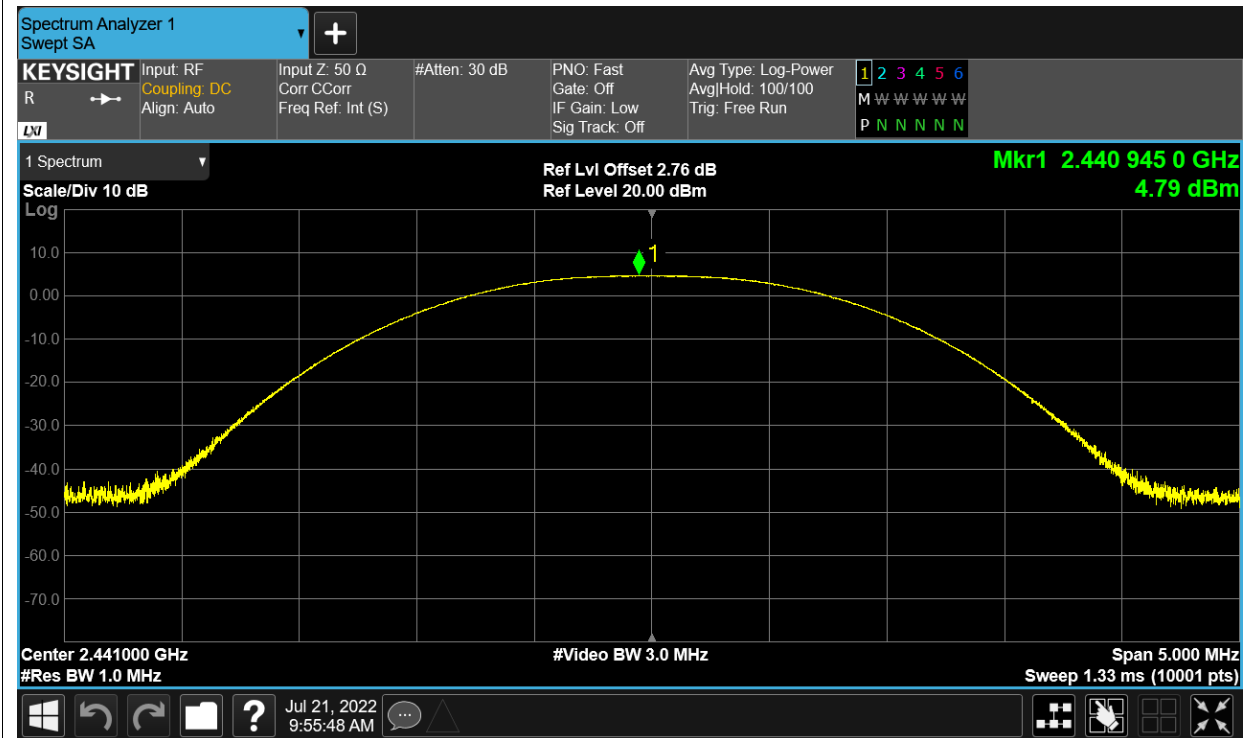 Spectrum Analyzer 1
Swept SA
KEYSIGHT
R
LXI
Input: RF
Coupling: DC
Align: Auto
Input Z: 50 Ω
Corr CCorr
Freq Ref: Int (S)
#Atten: 30 dB
PNO: Fast
Gate: Off
IF Gain: Low
Sig Track: Off
Avg Type: Log-Power
Avg|Hold: 100/100
Trig: Free Run
1 2 3 4 5 6
M W W W W W
P N N N N N
1 Spectrum
Scale/Div 10 dB
Ref Lvl Offset 2.76 dB
Ref Level 20.00 dBm
Mkr1 2.440 945 0 GHz
4.79 dBm
Log
10.0
0.00
-10.0
-20.0
-30.0
-40.0
-50.0
-60.0
-70.0
1
Center 2.441000 GHz
#Video BW 3.0 MHz
Span 5.000 MHz
#Res BW 1.0 MHz
Sweep 1.33 ms (10001 pts)
?
Jul 21, 2022
9:55:48 AM